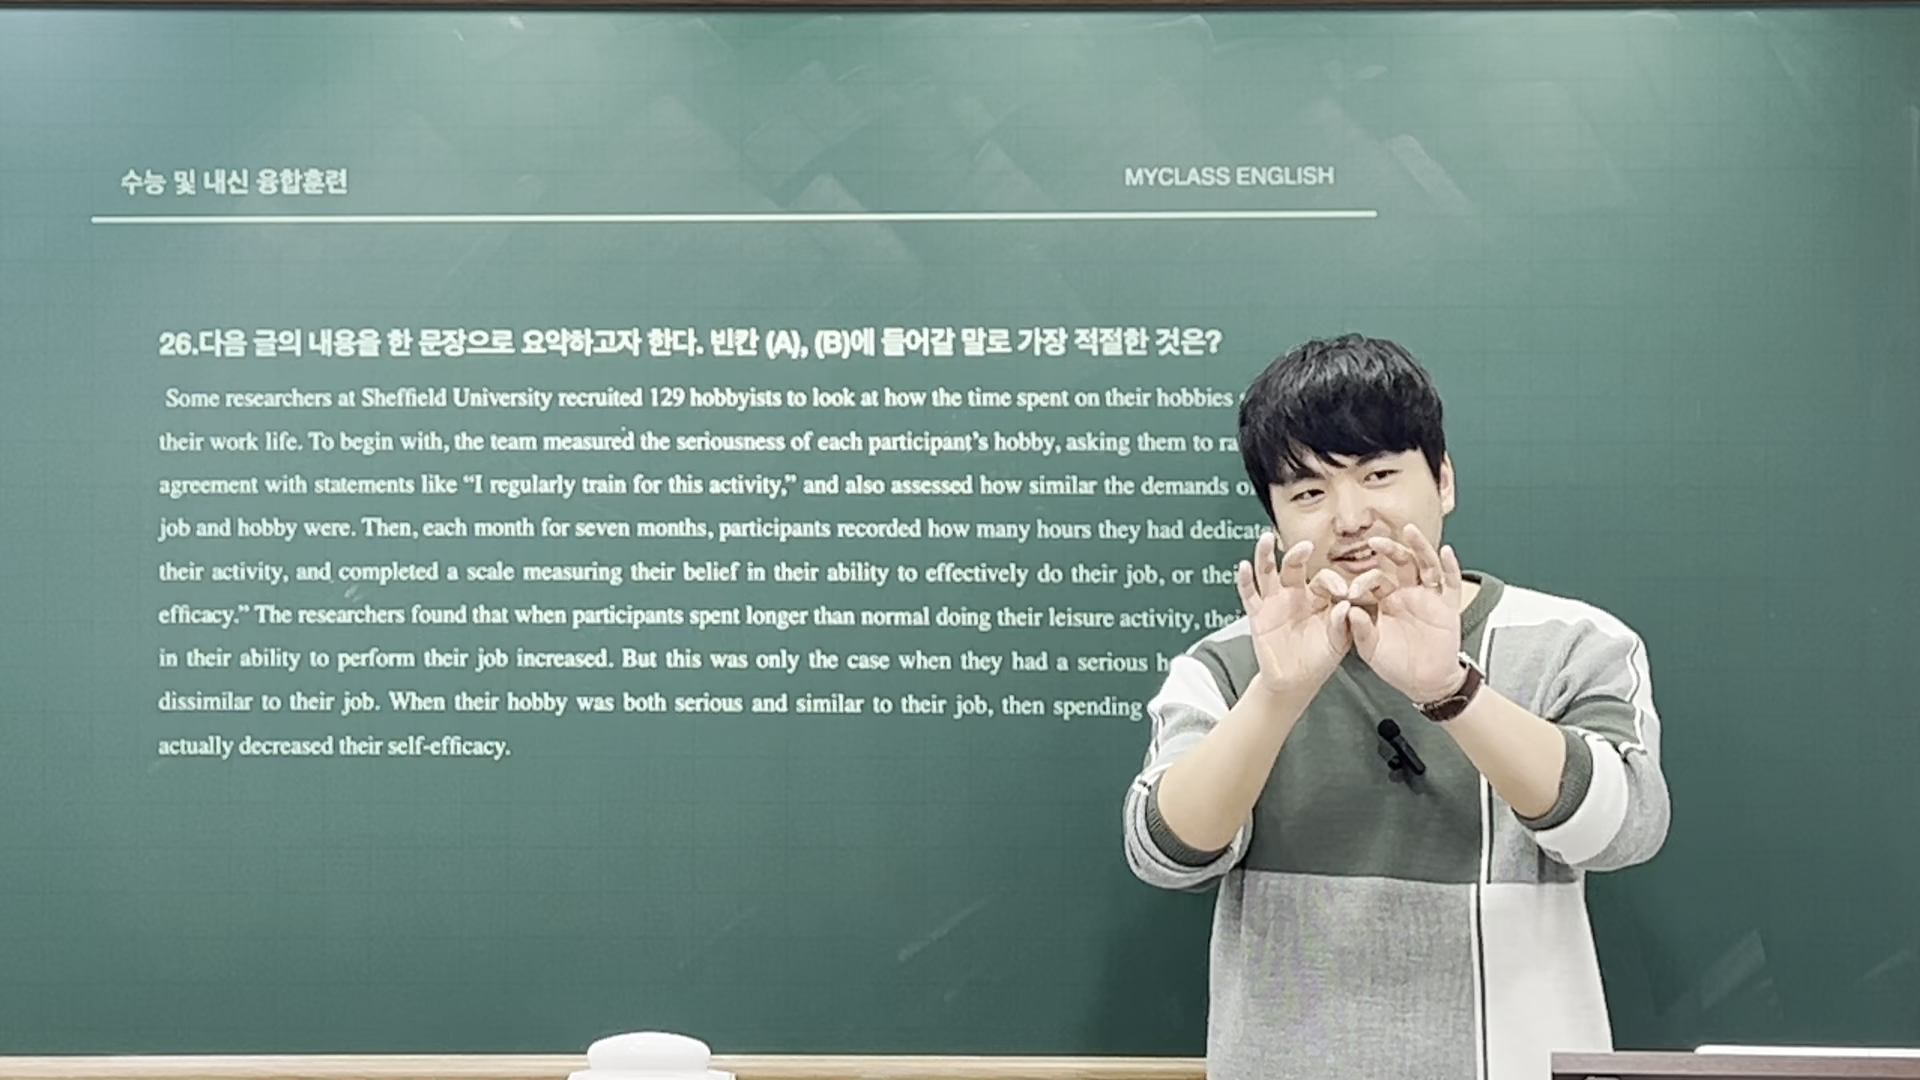 수능 및 내신 융합훈련
MYCLASS ENGLISH
26.다음 글의 내용을 한 문장으로 요약하고자 한다. 빈칸 (A), (B)에 들어갈 말로 가장 적절한 것은?
Some researchers at Sheffield University recruited 129 hobbyists to look at how the time spent on their hobbies
their work life. To begin with, the team measured the seriousness of each participant’s hobby, asking them to
agreement with statements like “I regularly train for this activity,” and also assessed how similar the demands
job and hobby were. Then, each month for seven months, participants recorded how many hours they had
their activity, and completed a scale measuring their belief in their ability to effectively do their job, or
efficacy.” The researchers found that when participants spent longer than normal doing their leisure activity,
in their ability to perform their job increased. But this was only the case when they had a serious
dissimilar to their job. When their hobby was both serious and similar to their job, then spending
actually decreased their self-efficacy.